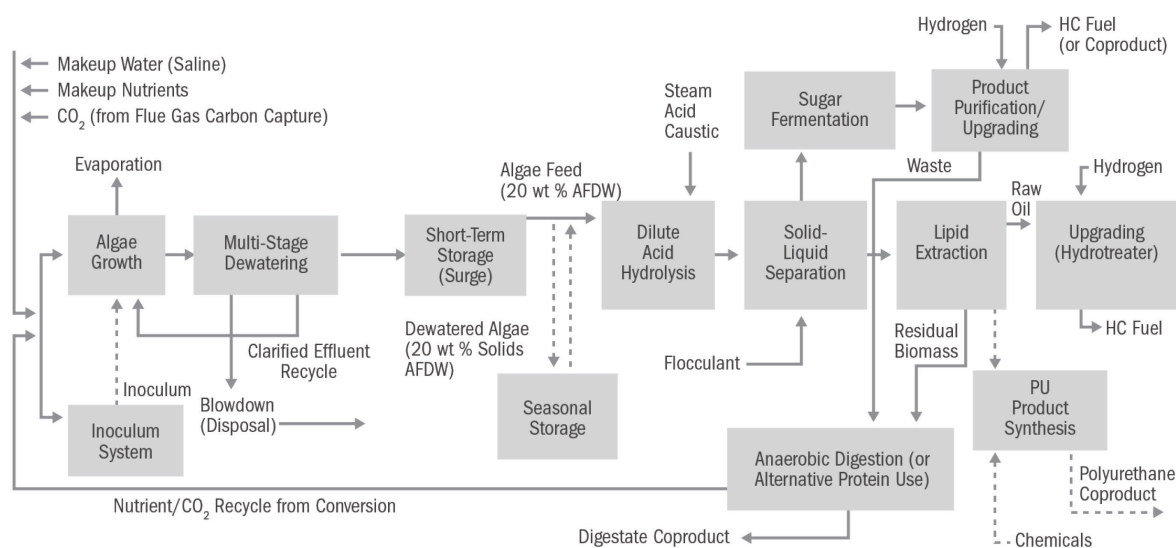 Makeup Water (Saline)
Makeup Nutrients
CO2 (from Flue Gas Carbon Capture)
Evaporation
Algae
Growth
Multi-Stage
Dewatering
Clarified Effluent
Recycle
Inoculum
Inoculum
System
Blowdown
(Disposal)
Short-Term
Storage
(Surge)
Algae Feed
(20 wt % AFDW)
Dewatered Algae
(20 wt % Solids
AFDW)
Seasonal
Storage
Steam
Acid
Caustic
Dilute
Acid
Hydrolysis
Flocculant
Solid-
Liquid
Separation
Sugar
Fermentation
Hydrogen
HC Fuel
(or Coproduct)
Product
Purification/
Upgrading
Waste
Lipid
Extraction
Raw
Oil
Hydrogen
Upgrading
(Hydrotreater)
HC Fuel
Residual
Biomass
PU
Product
Synthesis
Polyurethane
Coproduct
Chemicals
Anaerobic Digestion (or
Alternative Protein Use)
Nutrient/CO2 Recycle from Conversion
Digestate Coproduct